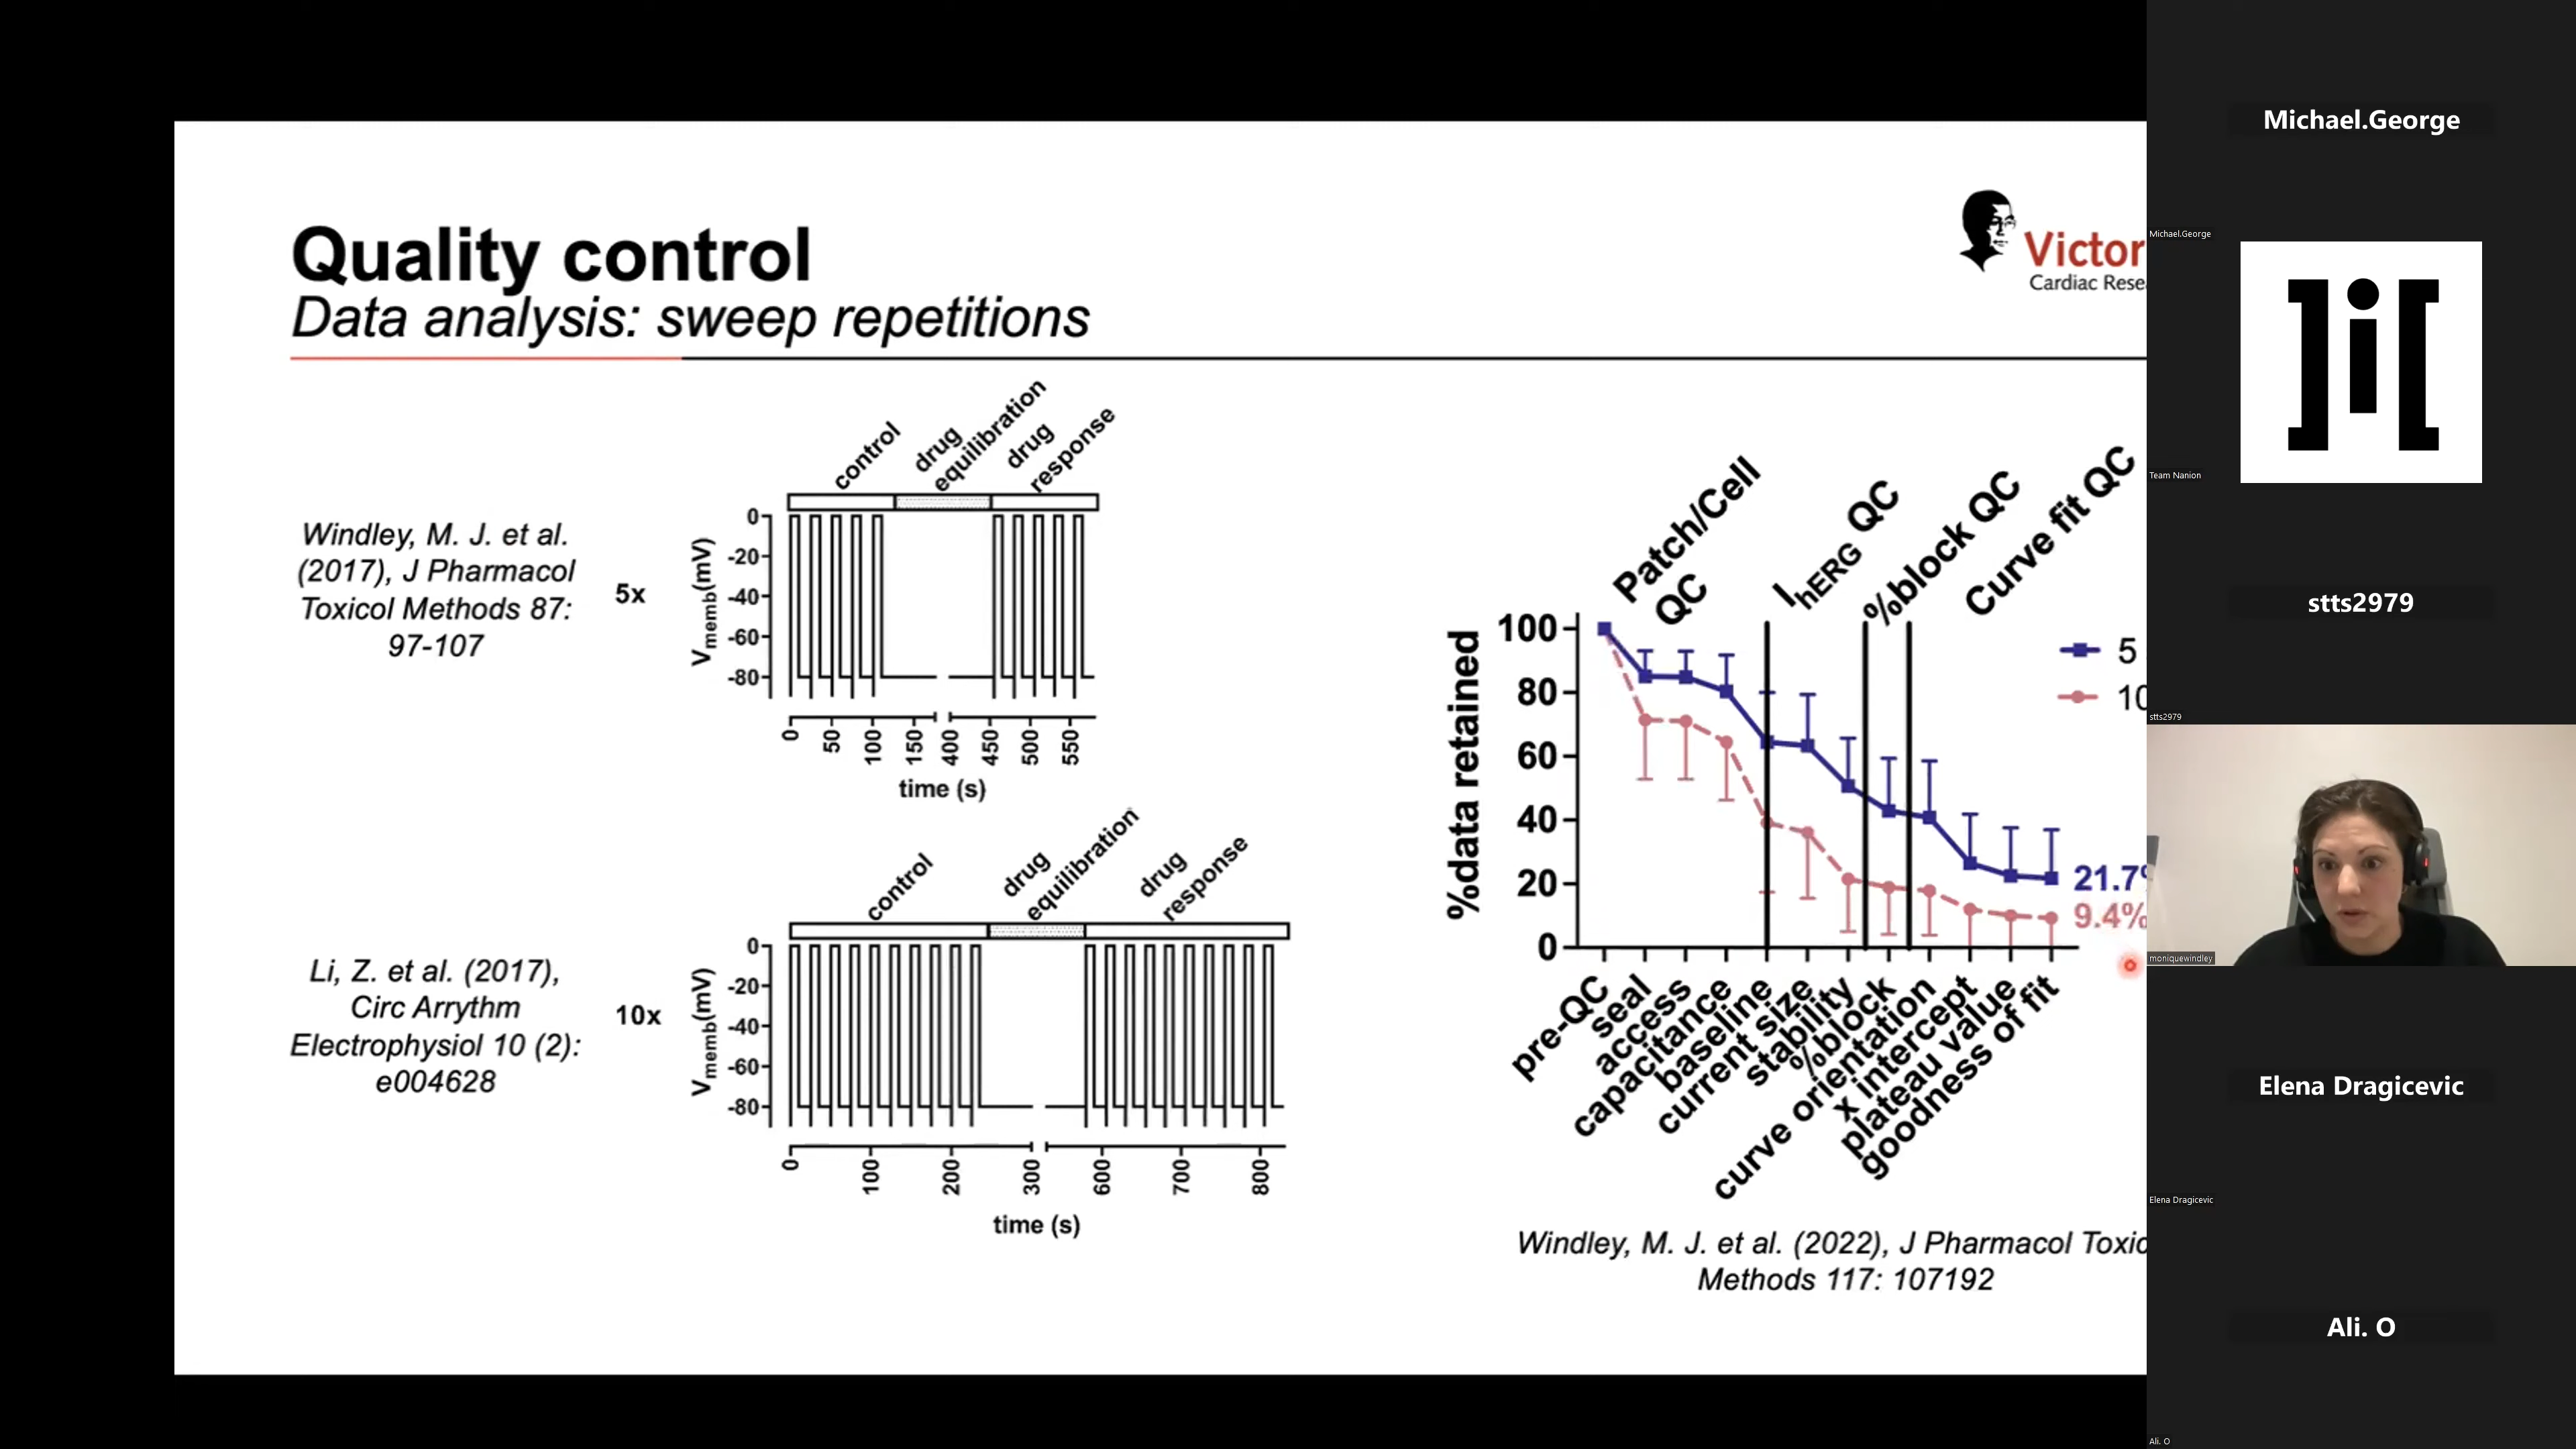 Quality control
Data analysis: sweep repetitions
Victor
Cardiac Rese
Windley, M. J. et al.
(2017), J Pharmacol
Toxicol Methods 87:
97-107
5x
control
drug
equilibration
drug
response
Vmemb(mV)
0
-20
-40
-60
-80
0
50
100
150
400
450
500
550
time (s)
Li, Z. et al. (2017),
Circ Arrythm
Electrophysiol 10 (2):
e004628
10x
control
drug
equilibration
drug
response
Vmemb(mV)
0
-20
-40
-60
-80
0
100
200
300
600
700
800
time (s)
Patch/Cell
QC
IhERG QC
%block QC
Curve fit QC
%data retained
100
80
60
40
20
0
5
10
21.7%
9.4%
pre-QC
seal
access
capacitance
baseline
current size
stability
%block
curve orientation
x intercept
plateau value
goodness of fit
Windley, M. J. et al. (2022), J Pharmacol Toxic
Methods 117: 107192
Michael.George
Michael.George
]i[
Team Nanion
stts2979
stts2979
moniquewindley
Elena Dragicevic
Elena Dragicevic
Ali. O
Ali. O